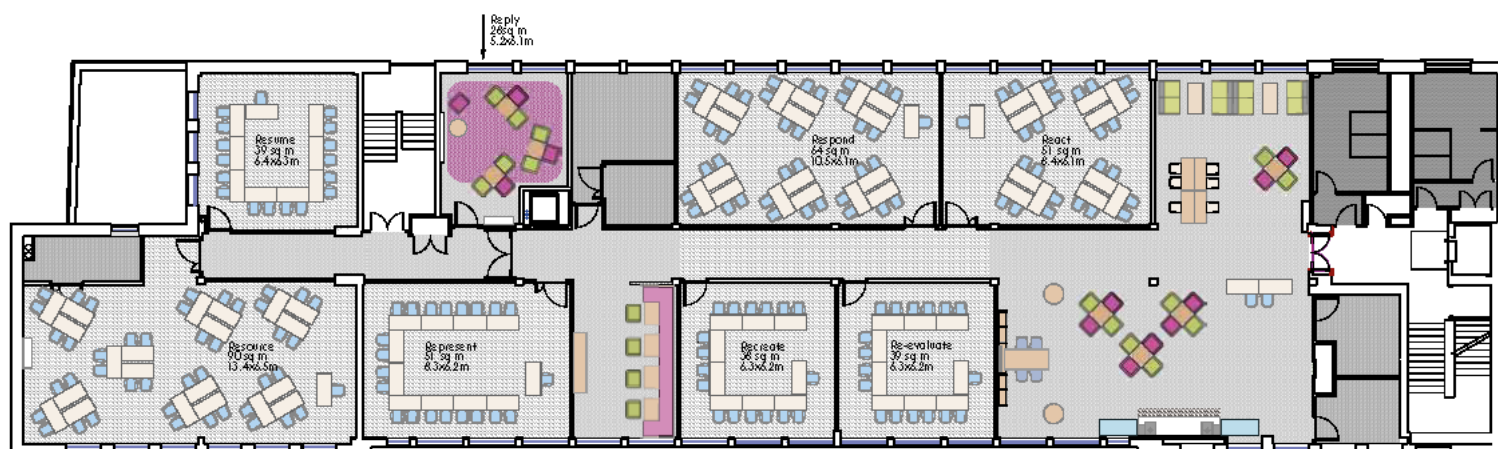 Reply
26sq m
5.2x6.1m
Resume
39 sq m
6.4x6.3m
Respond
64 sq m
10.5x6.1m
React
51 sq m
8.4x6.1m
Resource
90 sq m
13.4x6.5m
Represent
51 sq m
8.3x6.2m
Recreate
38 sq m
6.3x6.2m
Re-evaluate
39 sq m
6.3x6.2m